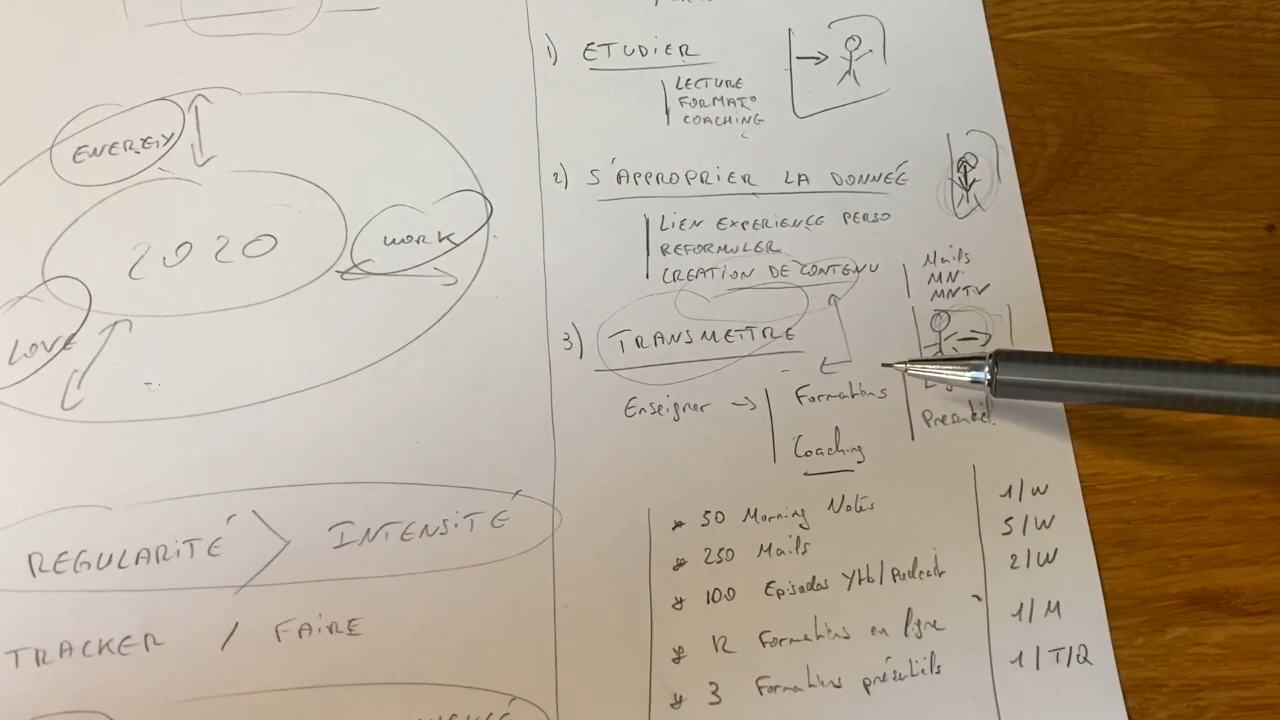 ENERGY
2020
WORK
LOVE
REGULARITÉ > INTENSITÉ
TRACKER / FAIRE
1) ETUDIER
LECTURE
FORMAT°
COACHING
2) S'APPROPRIER LA DONNÉE
LIEN EXPERIENCE PERSO
REFORMULER
CREATION DE CONTENU
Mails
MN
MNTV
3) TRANSMETTRE
Enseigner → Formations
Coaching
Presentiel
* 50 Morning Notes 1/W
* 250 Mails 5/W
* 100 Episodes Ytb/Podcast 2/W
* 12 Formations en ligne 1/M
* 3 Formations présentiels 1/T/Q